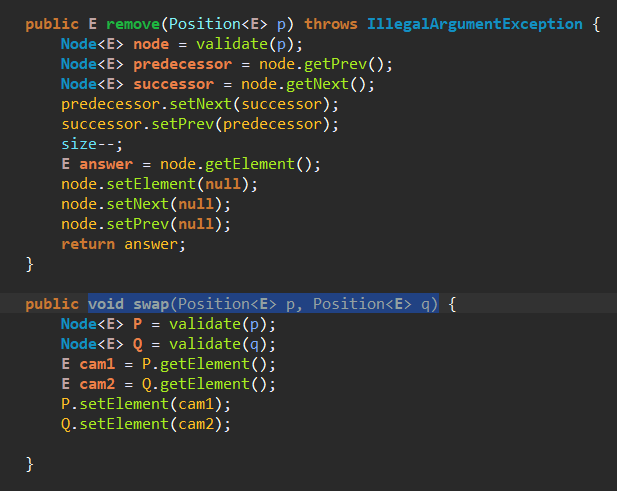 public E remove(Position<E> p) throws IllegalArgumentException {
Node<E> node = validate(p);
Node<E> predecessor = node.getPrev();
Node<E> successor = node.getNext();
predecessor.setNext(successor);
successor.setPrev(predecessor);
size--;
E answer = node.getElement();
node.setElement(null);
node.setNext(null);
node.setPrev(null);
return answer;
}
public void swap(Position<E> p, Position<E> q) {
Node<E> P = validate(p);
Node<E> Q = validate(q);
E cam1 = P.getElement();
E cam2 = Q.getElement();
P.setElement(cam1);
Q.setElement(cam2);
}